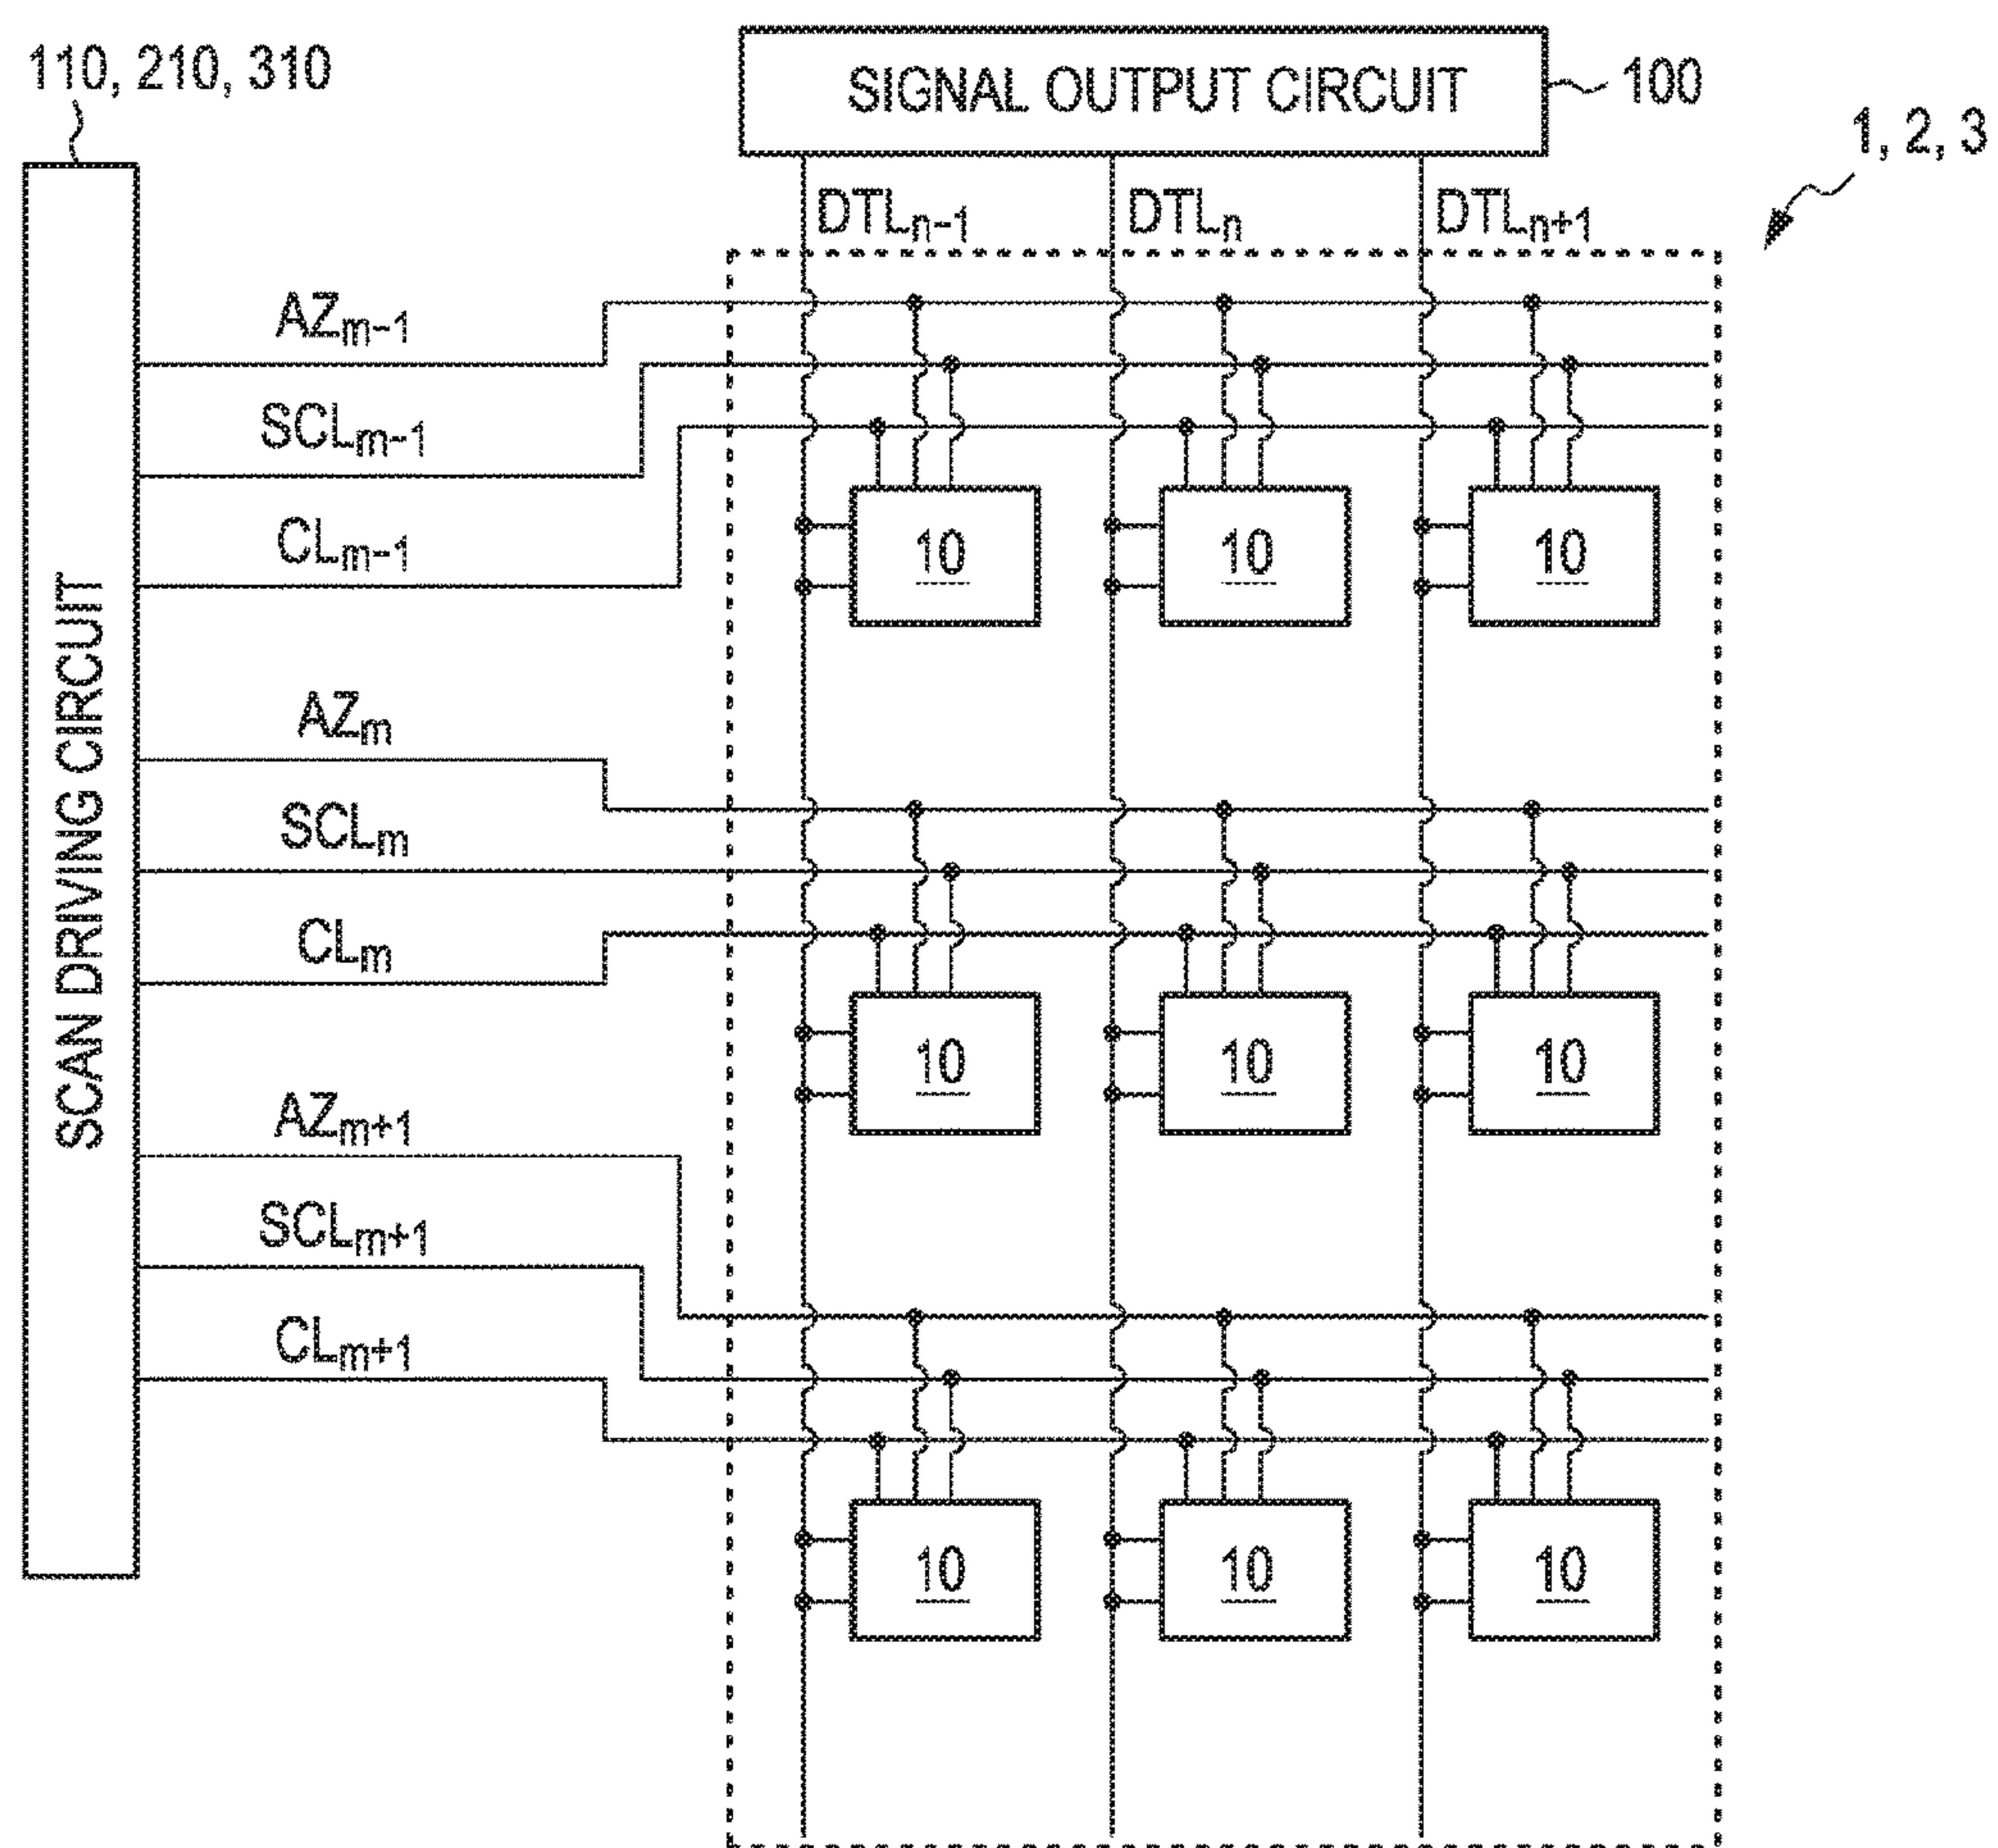 110, 210, 310
SIGNAL OUTPUT CIRCUIT
100
1, 2, 3
DTLn-1
DTLn
DTLn+1
SCAN DRIVING CIRCUIT
AZm-1
SCLm-1
CLm-1
10 10 10
AZm
SCLm
CLm
10 10 10
AZm+1
SCLm+1
CLm+1
10 10 10